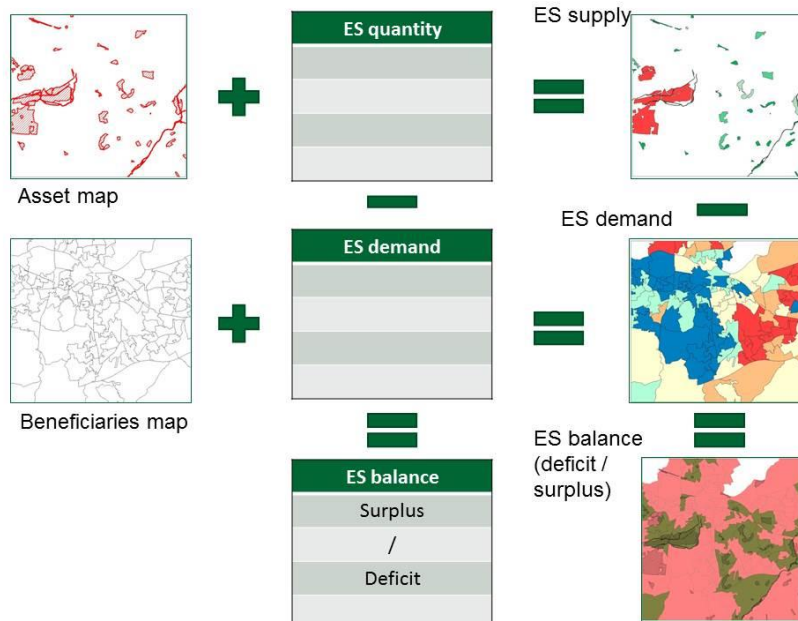 ES quantity
ES supply
Asset map
ES demand
ES demand
Beneficiaries map
ES balance
(deficit /
surplus)
ES balance
Surplus
/
Deficit